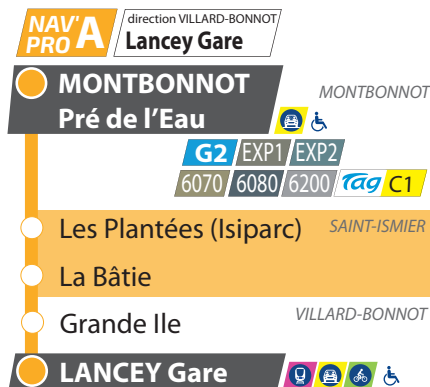 NAV' PRO A direction VILLARD-BONNOT
Lancey Gare
MONTBONNOT MONTBONNOT
Pré de l'Eau
G2 EXP1 EXP2
6070 6080 6200 Tag C1
Les Plantées (Isiparc) SAINT-ISMIER
La Bâtie
Grande Ile VILLARD-BONNOT
LANCEY Gare